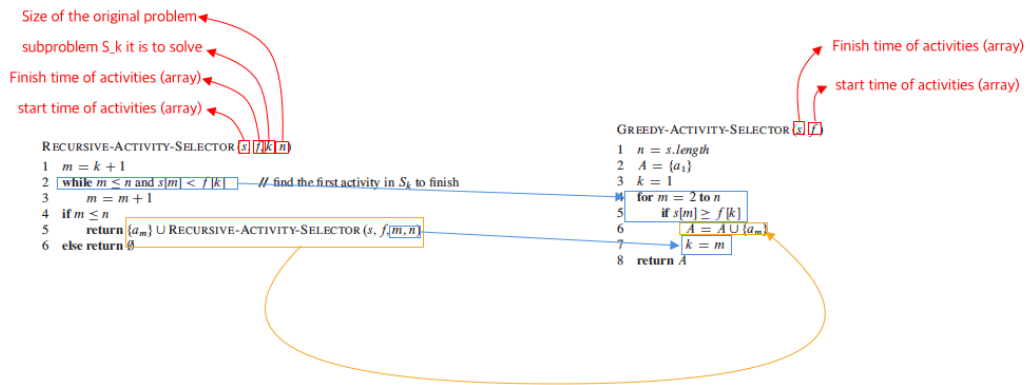 Size of the original problem
subproblem S_k it is to solve
Finish time of activities (array)
start time of activities (array)
RECURSIVE-ACTIVITY-SELECTOR (s, f, k, n)
1 m = k + 1
2 while m ≤ n and s[m] < f[k] // find the first activity in Sₖ to finish
3 m = m + 1
4 if m ≤ n
5 return {aₘ} ∪ RECURSIVE-ACTIVITY-SELECTOR (s, f, m, n)
6 else return ∅
Finish time of activities (array)
start time of activities (array)
GREEDY-ACTIVITY-SELECTOR (s, f)
1 n = s.length
2 A = {a₁}
3 k = 1
4 for m = 2 to n
5 if s[m] ≥ f[k]
6 A = A ∪ {aₘ}
7 k = m
8 return A